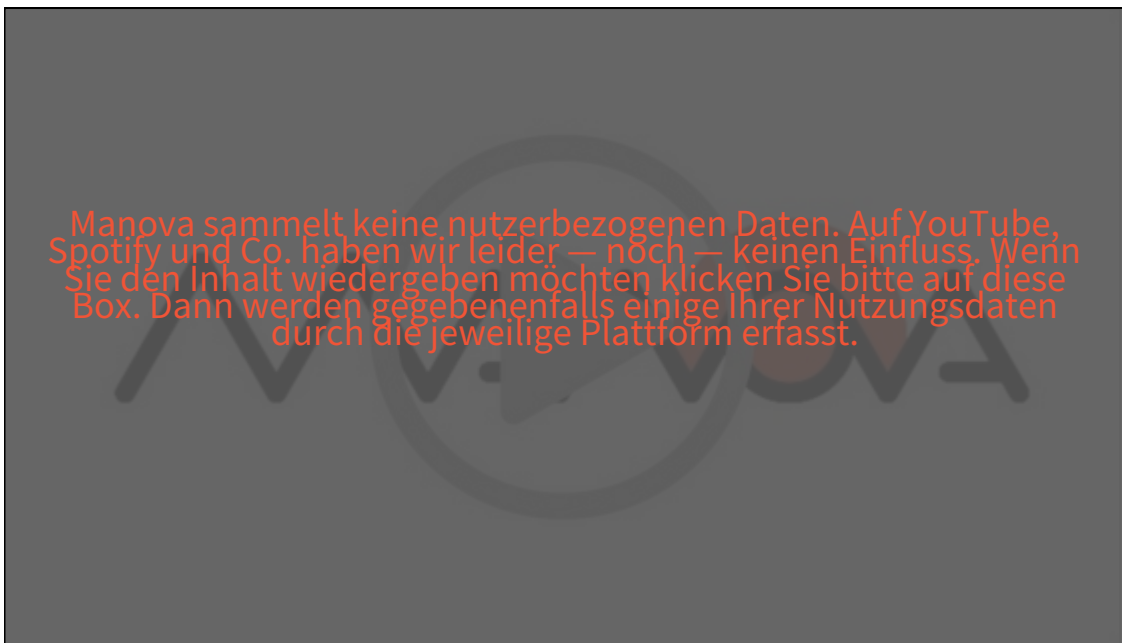 Manova sammelt keine nutzerbezogenen Daten. Auf YouTube,
Spotify und Co. haben wir leider — noch — keinen Einfluss. Wenn
Sie den Inhalt wiedergeben möchten klicken Sie bitte auf diese
Box. Dann werden gegebenenfalls einige Ihrer Nutzungsdaten
durch die jeweilige Plattform erfasst.
MANOVA